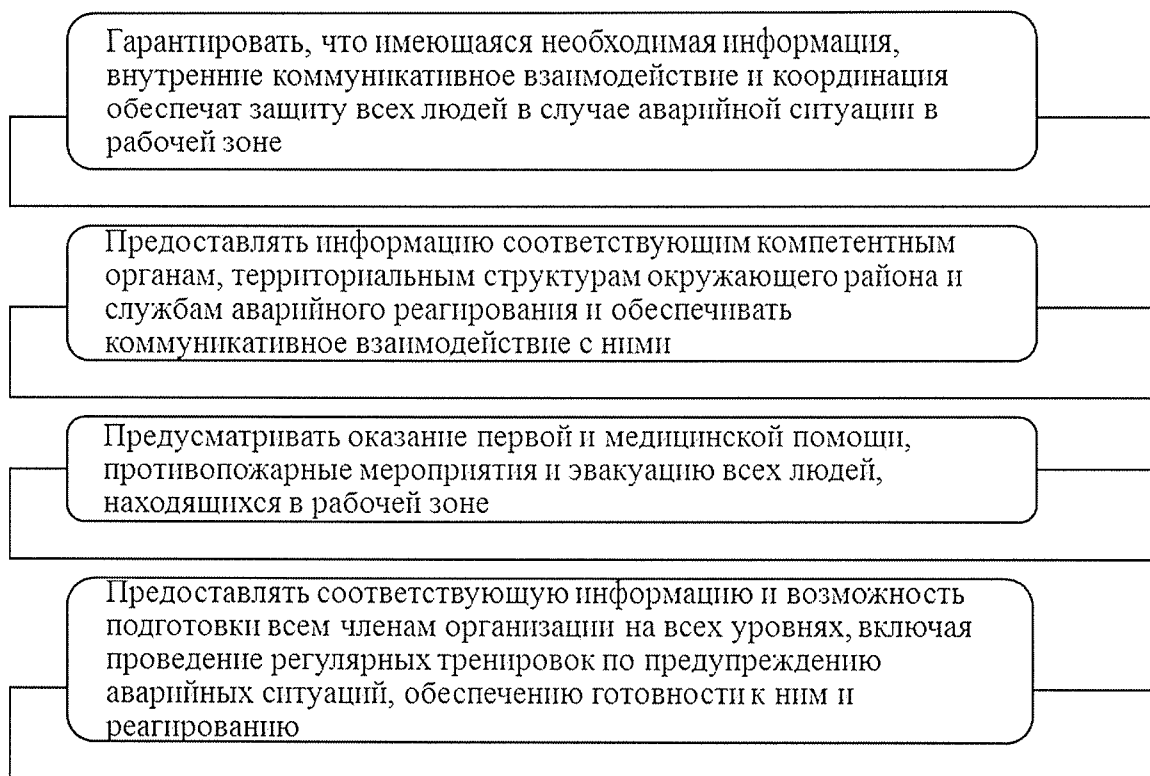 Гарантировать, что имеющаяся необходимая информация,
внутренние коммуникативное взаимодействие и координация
обеспечат защиту всех людей в случае аварийной ситуации в
рабочей зоне
Предоставлять информацию соответствующим компетентным
органам, территориальным структурам окружающего района и
службам аварийного реагирования и обеспечивать
коммуникативное взаимодействие с ними
Предусматривать оказание первой и медицинской помощи,
противопожарные мероприятия и эвакуацию всех людей,
находящихся в рабочей зоне
Предоставлять соответствующую информацию и возможность
подготовки всем членам организации на всех уровнях, включая
проведение регулярных тренировок по предупреждению
аварийных ситуаций, обеспечению готовности к ним и
реагированию